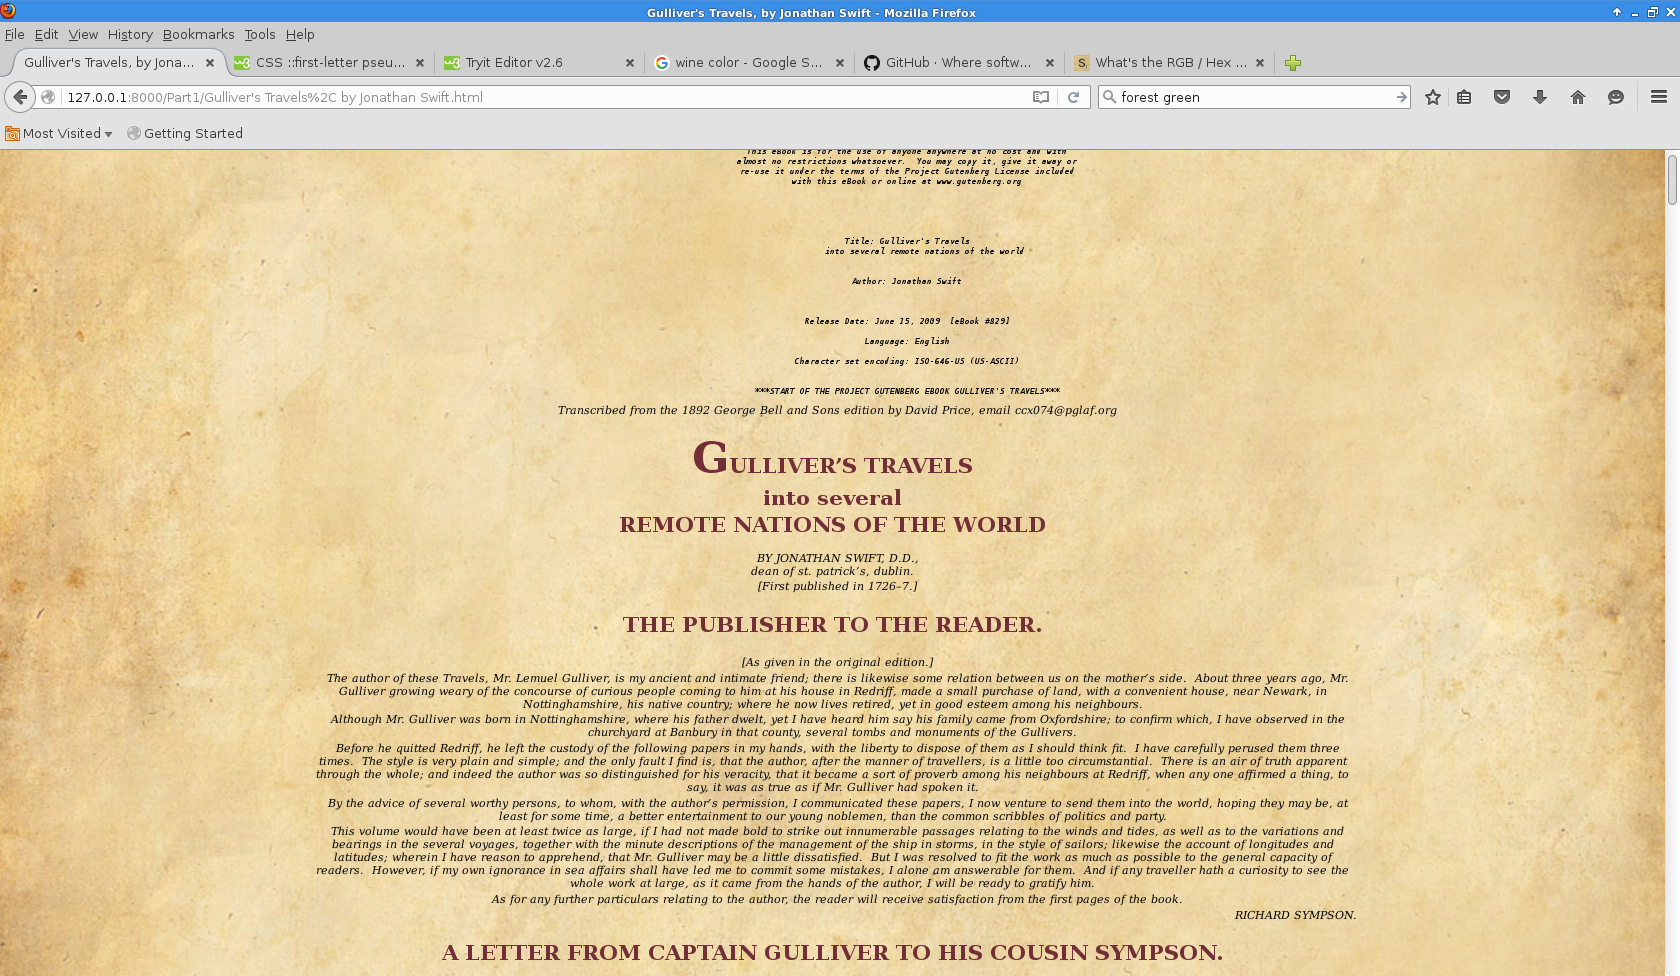 Gulliver's Travels, by Jonathan Swift - Mozilla Firefox
File Edit View History Bookmarks Tools Help
Gulliver's Travels, by Jona... CSS ::first-letter pseu... Tryit Editor v2.6 wine color - Google S... GitHub · Where softw... What's the RGB / Hex ...
127.0.0.1:8000/Part1/Gulliver's Travels%2C by Jonathan Swift.html forest green
Most Visited Getting Started
This eBook is for the use of anyone anywhere at no cost and with
almost no restrictions whatsoever. You may copy it, give it away or
re-use it under the terms of the Project Gutenberg License included
with this eBook or online at www.gutenberg.org
Title: Gulliver's Travels
into several remote nations of the world
Author: Jonathan Swift
Release Date: June 15, 2009 [eBook #829]
Language: English
Character set encoding: ISO-646-US (US-ASCII)
***START OF THE PROJECT GUTENBERG EBOOK GULLIVER'S TRAVELS***
Transcribed from the 1892 George Bell and Sons edition by David Price, email ccx074@pglaf.org
GULLIVER’S TRAVELS
into several
REMOTE NATIONS OF THE WORLD
BY JONATHAN SWIFT, D.D.,
dean of st. patrick’s, dublin.
[First published in 1726–7.]
THE PUBLISHER TO THE READER.
[As given in the original edition.]
The author of these Travels, Mr. Lemuel Gulliver, is my ancient and intimate friend; there is likewise some relation between us on the mother’s side. About three years ago, Mr.
Gulliver growing weary of the concourse of curious people coming to him at his house in Redriff, made a small purchase of land, with a convenient house, near Newark, in
Nottinghamshire, his native country; where he now lives retired, yet in good esteem among his neighbours.
Although Mr. Gulliver was born in Nottinghamshire, where his father dwelt, yet I have heard him say his family came from Oxfordshire; to confirm which, I have observed in the
churchyard at Banbury in that county, several tombs and monuments of the Gullivers.
Before he quitted Redriff, he left the custody of the following papers in my hands, with the liberty to dispose of them as I should think fit. I have carefully perused them three
times. The style is very plain and simple; and the only fault I find is, that the author, after the manner of travellers, is a little too circumstantial. There is an air of truth apparent
through the whole; and indeed the author was so distinguished for his veracity, that it became a sort of proverb among his neighbours at Redriff, when any one affirmed a thing, to
say, it was as true as if Mr. Gulliver had spoken it.
By the advice of several worthy persons, to whom, with the author’s permission, I communicated these papers, I now venture to send them into the world, hoping they may be, at
least for some time, a better entertainment to our young noblemen, than the common scribbles of politics and party.
This volume would have been at least twice as large, if I had not made bold to strike out innumerable passages relating to the winds and tides, as well as to the variations and
bearings in the several voyages, together with the minute descriptions of the management of the ship in storms, in the style of sailors; likewise the account of longitudes and
latitudes; wherein I have reason to apprehend, that Mr. Gulliver may be a little dissatisfied. But I was resolved to fit the work as much as possible to the general capacity of
readers. However, if my own ignorance in sea affairs shall have led me to commit some mistakes, I alone am answerable for them. And if any traveller hath a curiosity to see the
whole work at large, as it came from the hands of the author, I will be ready to gratify him.
As for any further particulars relating to the author, the reader will receive satisfaction from the first pages of the book.
RICHARD SYMPSON.
A LETTER FROM CAPTAIN GULLIVER TO HIS COUSIN SYMPSON.